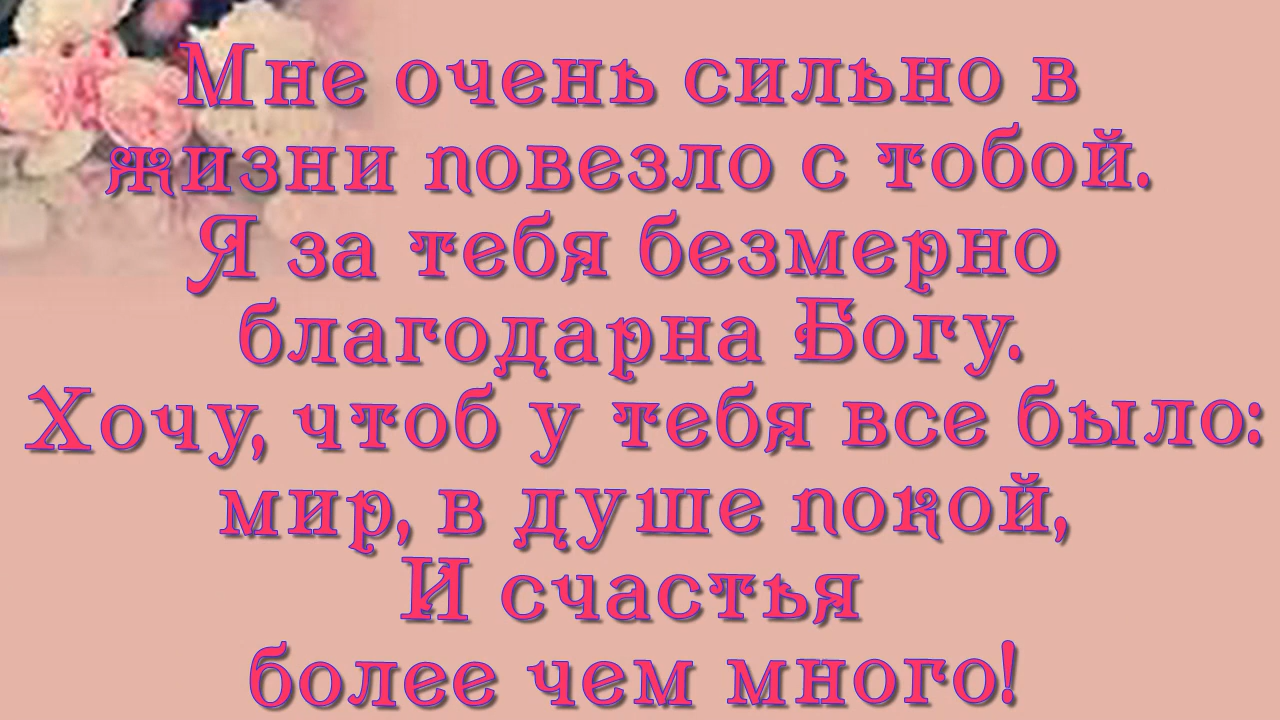 Мне очень сильно в
жизни повезло с тобой.
Я за тебя безмерно
благодарна Богу.
Хочу, чтоб у тебя все было:
мир, в душе покой,
И счастья
более чем много!